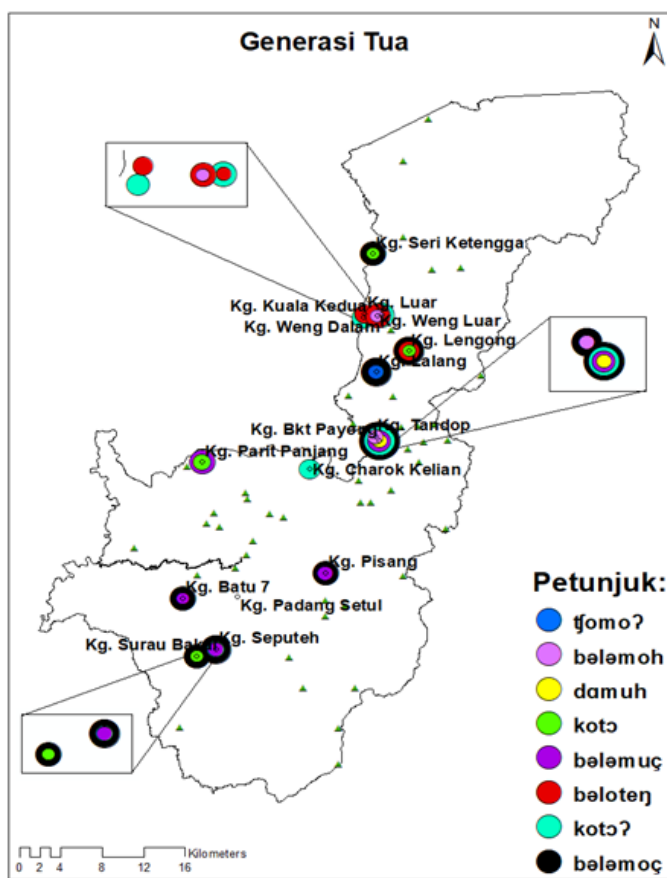 Generasi Tua
N
Kg. Seri Ketengga
Kg. Kuala Kedua
Kg. Luar
Kg. Weng Dalam
Kg. Weng Luar
Kg. Lengong
Kg. Lalang
Kg. Bkt Payong
Kg. Tandop
Kg. Parit Panjang
Kg. Charok Kelian
Kg. Pisang
Kg. Batu 7
Kg. Padang Setul
Kg. Surau
Kg. Seputeh
Petunjuk:
ʧomoʔ
bələmoh
dɑmuh
kotɔ
bələmuç
bəloteŋ
kotɔʔ
bələmoç
Kilometers
0 2 4 8 12 16